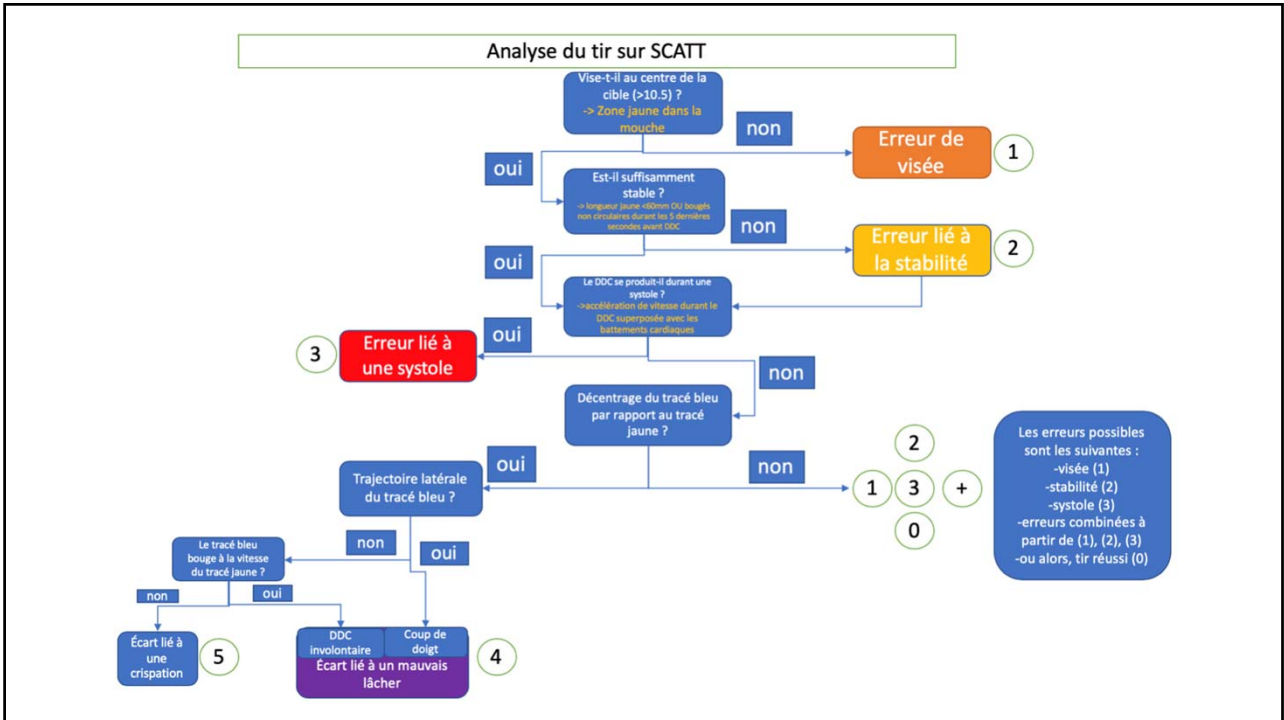 Analyse du tir sur SCATT
Vise-t-il au centre de la
cible (>10.5) ?
-> Zone jaune dans la
mouche
non
Erreur de
visée
1
oui
Est-il suffisamment
stable ?
-> longueur jaune <60mm OU bougés
non circulaires durant les 5 dernières
secondes avant DDC
non
Erreur lié à
la stabilité
2
oui
Le DDC se produit-il durant une
systole ?
->accélération de vitesse durant le
DDC superposée avec les
battements cardiaques
oui
3
Erreur lié à
une systole
non
Décentrage du tracé bleu
par rapport au tracé
jaune ?
oui
non
2
1
3
+
0
Les erreurs possibles
sont les suivantes :
-visée (1)
-stabilité (2)
-systole (3)
-erreurs combinées à
partir de (1), (2), (3)
-ou alors, tir réussi (0)
Trajectoire latérale
du tracé bleu ?
non
oui
Le tracé bleu
bouge à la vitesse
du tracé jaune ?
non
oui
Écart lié à
une
crispation
5
DDC
involontaire
Coup de
doigt
Écart lié à un mauvais
lâcher
4